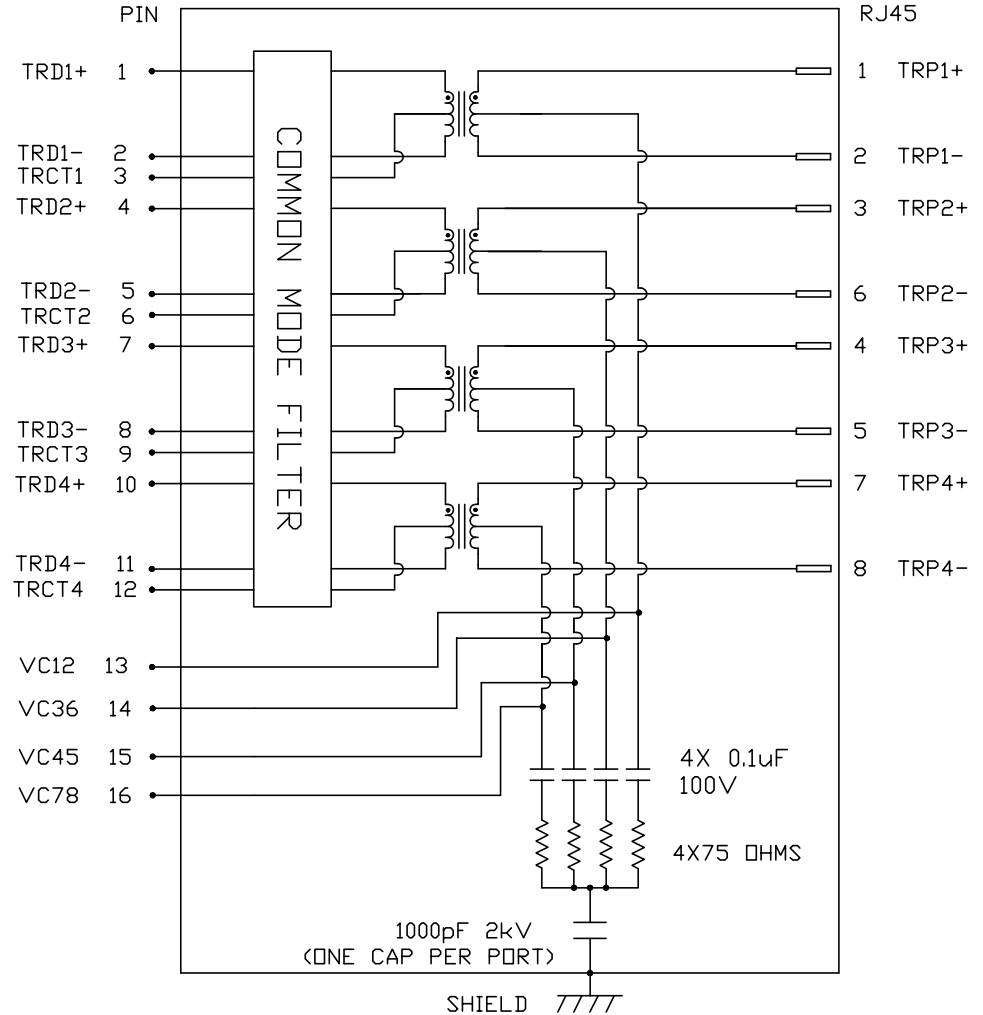 PIN RJ45
TRD1+ 1 1 TRP1+
TRD1- 2 2 TRP1-
TRCT1 3
TRD2+ 4 3 TRP2+
TRD2- 5 6 TRP2-
TRCT2 6
TRD3+ 7 4 TRP3+
TRD3- 8 5 TRP3-
TRCT3 9
TRD4+ 10 7 TRP4+
TRD4- 11 8 TRP4-
TRCT4 12
COMMON MODE FILTER
VC12 13
VC36 14
VC45 15
VC78 16
4X 0.1uF
100V
4X75 OHMS
1000pF 2kV
(ONE CAP PER PORT)
SHIELD